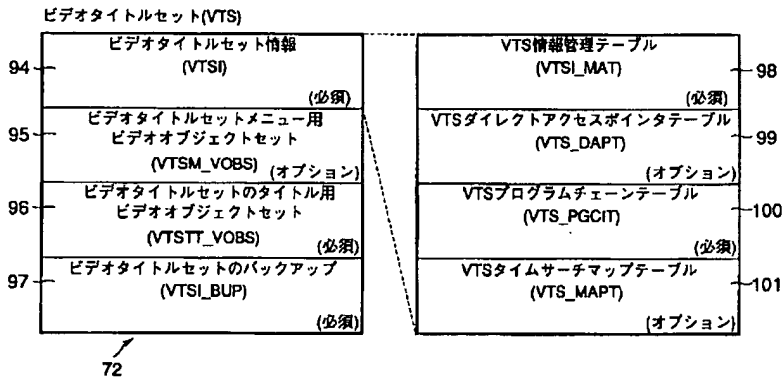 ビデオタイトルセット(VTS)
94
ビデオタイトルセット情報
(VTSI)
(必須)
95
ビデオタイトルセットメニュー用
ビデオオブジェクトセット
(VTSM_VOBS)
(オプション)
96
ビデオタイトルセットのタイトル用
ビデオオブジェクトセット
(VTSTT_VOBS)
(必須)
97
ビデオタイトルセットのバックアップ
(VTSI_BUP)
(必須)
72
VTS情報管理テーブル
(VTSI_MAT)
(必須)
98
VTSダイレクトアクセスポインタテーブル
(VTS_DAPT)
99
VTSプログラムチェーンテーブル
(VTS_PGCIT)
(必須)
100
VTSタイムサーチマップテーブル
(VTS_MAPT)
(オプション)
101